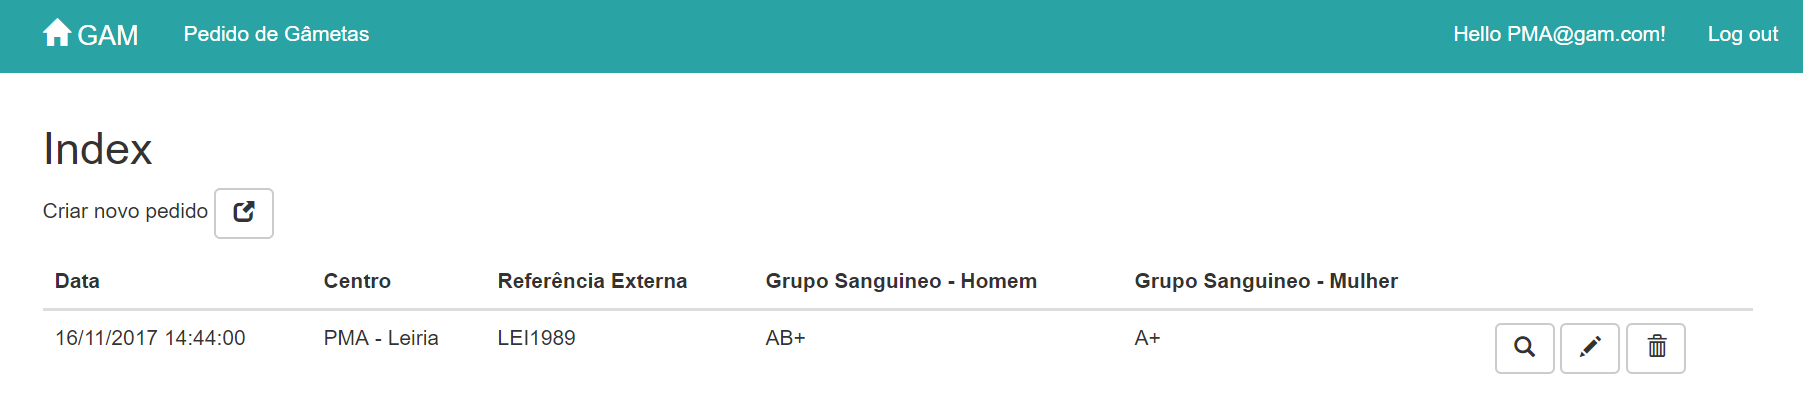 GAM Pedido de Gâmetas Hello PMA@gam.com! Log out
Index
Criar novo pedido
Data Centro Referência Externa Grupo Sanguineo - Homem Grupo Sanguineo - Mulher
16/11/2017 14:44:00 PMA - Leiria LEI1989 AB+ A+